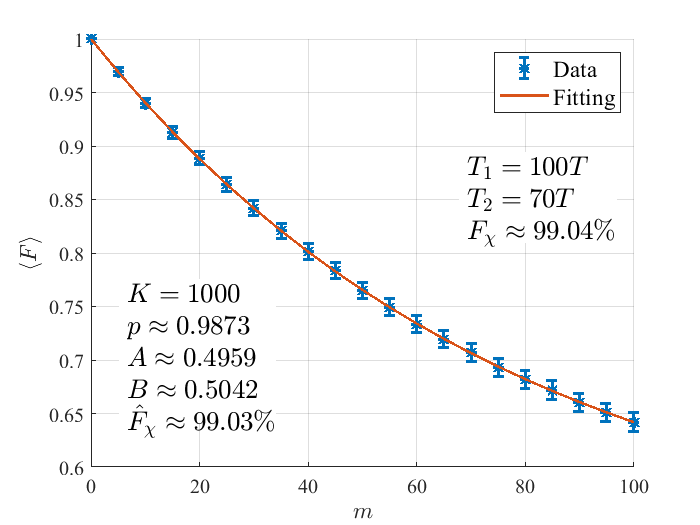 1
0.95
0.9
0.85
0.8
0.75
0.7
0.65
0.6
⟨F⟩
0 20 40 60 80 100
m
Data
Fitting
T₁ = 100T
T₂ = 70T
F_χ ≈ 99.04%
K = 1000
p ≈ 0.9873
A ≈ 0.4959
B ≈ 0.5042
F̂_χ ≈ 99.03%